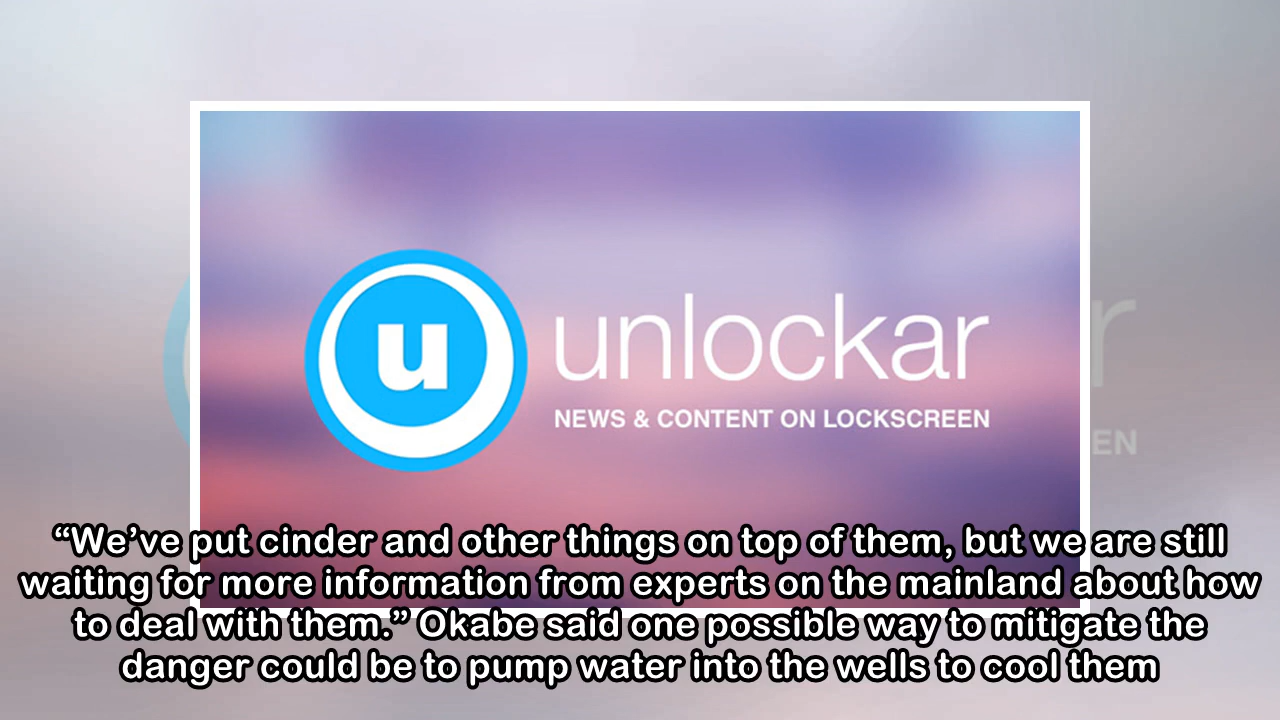 u
unlockar
NEWS & CONTENT ON LOCKSCREEN
r
EN
“We’ve put cinder and other things on top of them, but we are still
waiting for more information from experts on the mainland about how
to deal with them.” Okabe said one possible way to mitigate the
danger could be to pump water into the wells to cool them